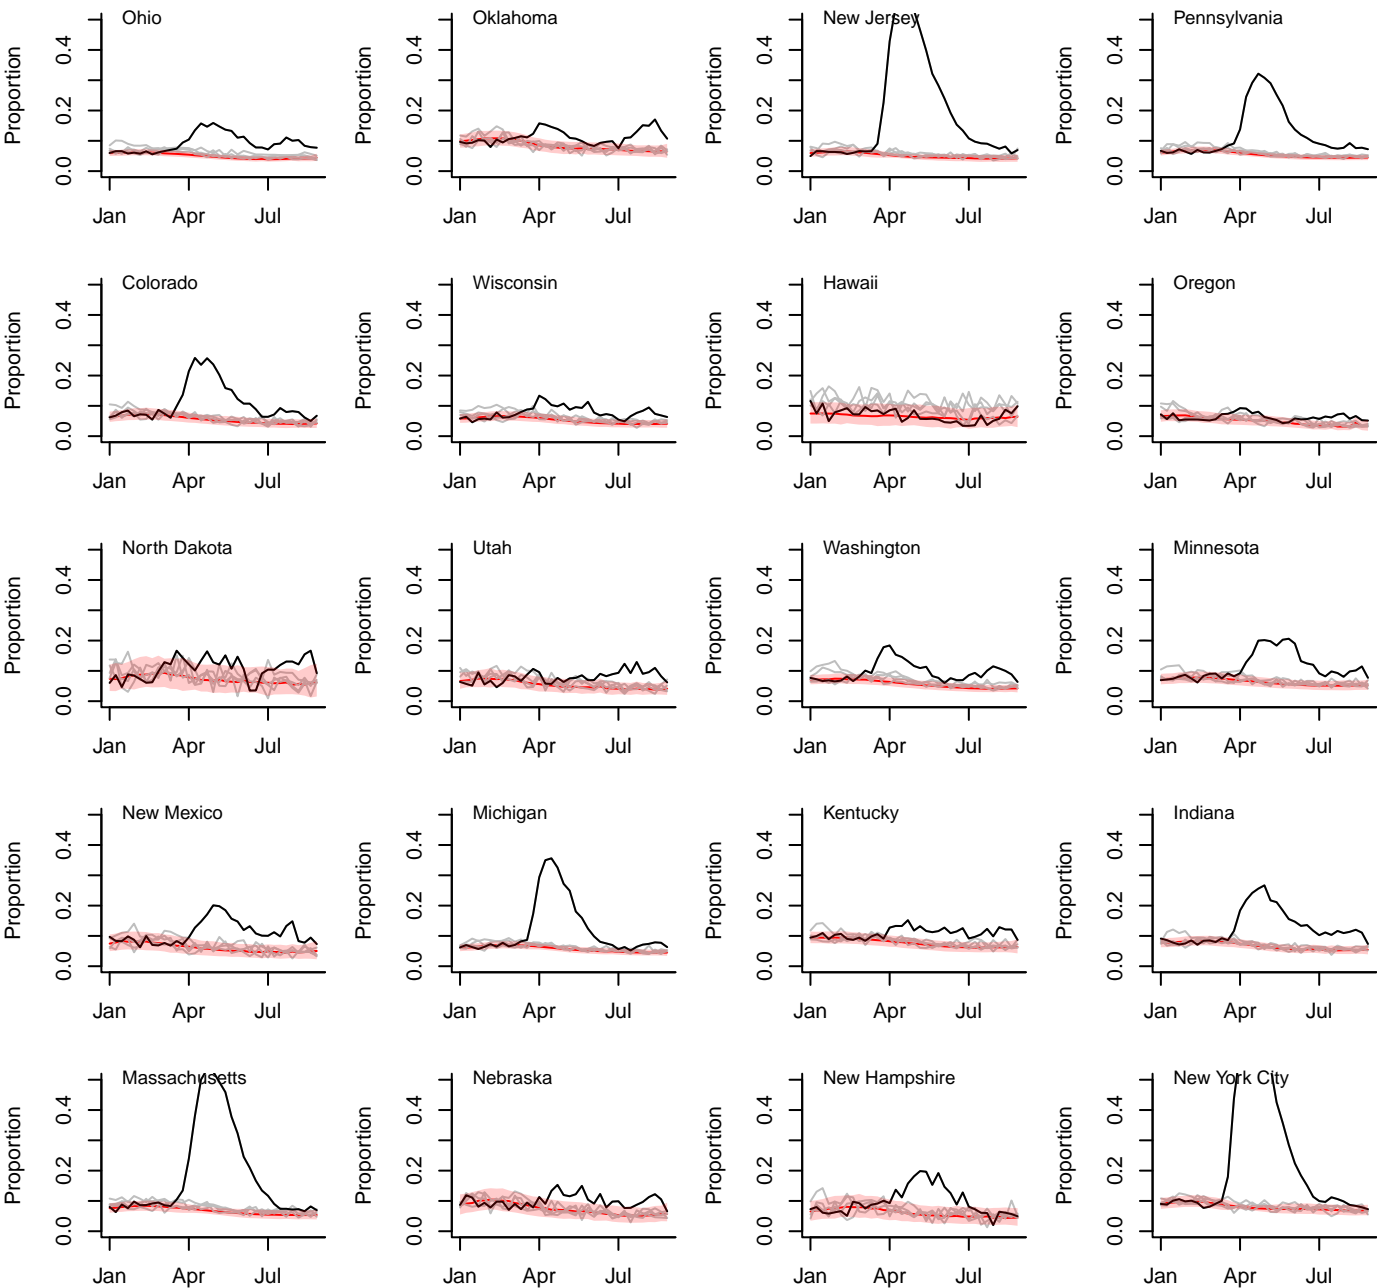 Ohio
Proportion
0.0 0.2 0.4
Jan Apr Jul
Oklahoma
Proportion
0.0 0.2 0.4
Jan Apr Jul
New Jersey
Proportion
0.0 0.2 0.4
Jan Apr Jul
Pennsylvania
Proportion
0.0 0.2 0.4
Jan Apr Jul
Colorado
Proportion
0.0 0.2 0.4
Jan Apr Jul
Wisconsin
Proportion
0.0 0.2 0.4
Jan Apr Jul
Hawaii
Proportion
0.0 0.2 0.4
Jan Apr Jul
Oregon
Proportion
0.0 0.2 0.4
Jan Apr Jul
North Dakota
Proportion
0.0 0.2 0.4
Jan Apr Jul
Utah
Proportion
0.0 0.2 0.4
Jan Apr Jul
Washington
Proportion
0.0 0.2 0.4
Jan Apr Jul
Minnesota
Proportion
0.0 0.2 0.4
Jan Apr Jul
New Mexico
Proportion
0.0 0.2 0.4
Jan Apr Jul
Michigan
Proportion
0.0 0.2 0.4
Jan Apr Jul
Kentucky
Proportion
0.0 0.2 0.4
Jan Apr Jul
Indiana
Proportion
0.0 0.2 0.4
Jan Apr Jul
Massachusetts
Proportion
0.0 0.2 0.4
Jan Apr Jul
Nebraska
Proportion
0.0 0.2 0.4
Jan Apr Jul
New Hampshire
Proportion
0.0 0.2 0.4
Jan Apr Jul
New York City
Proportion
0.0 0.2 0.4
Jan Apr Jul